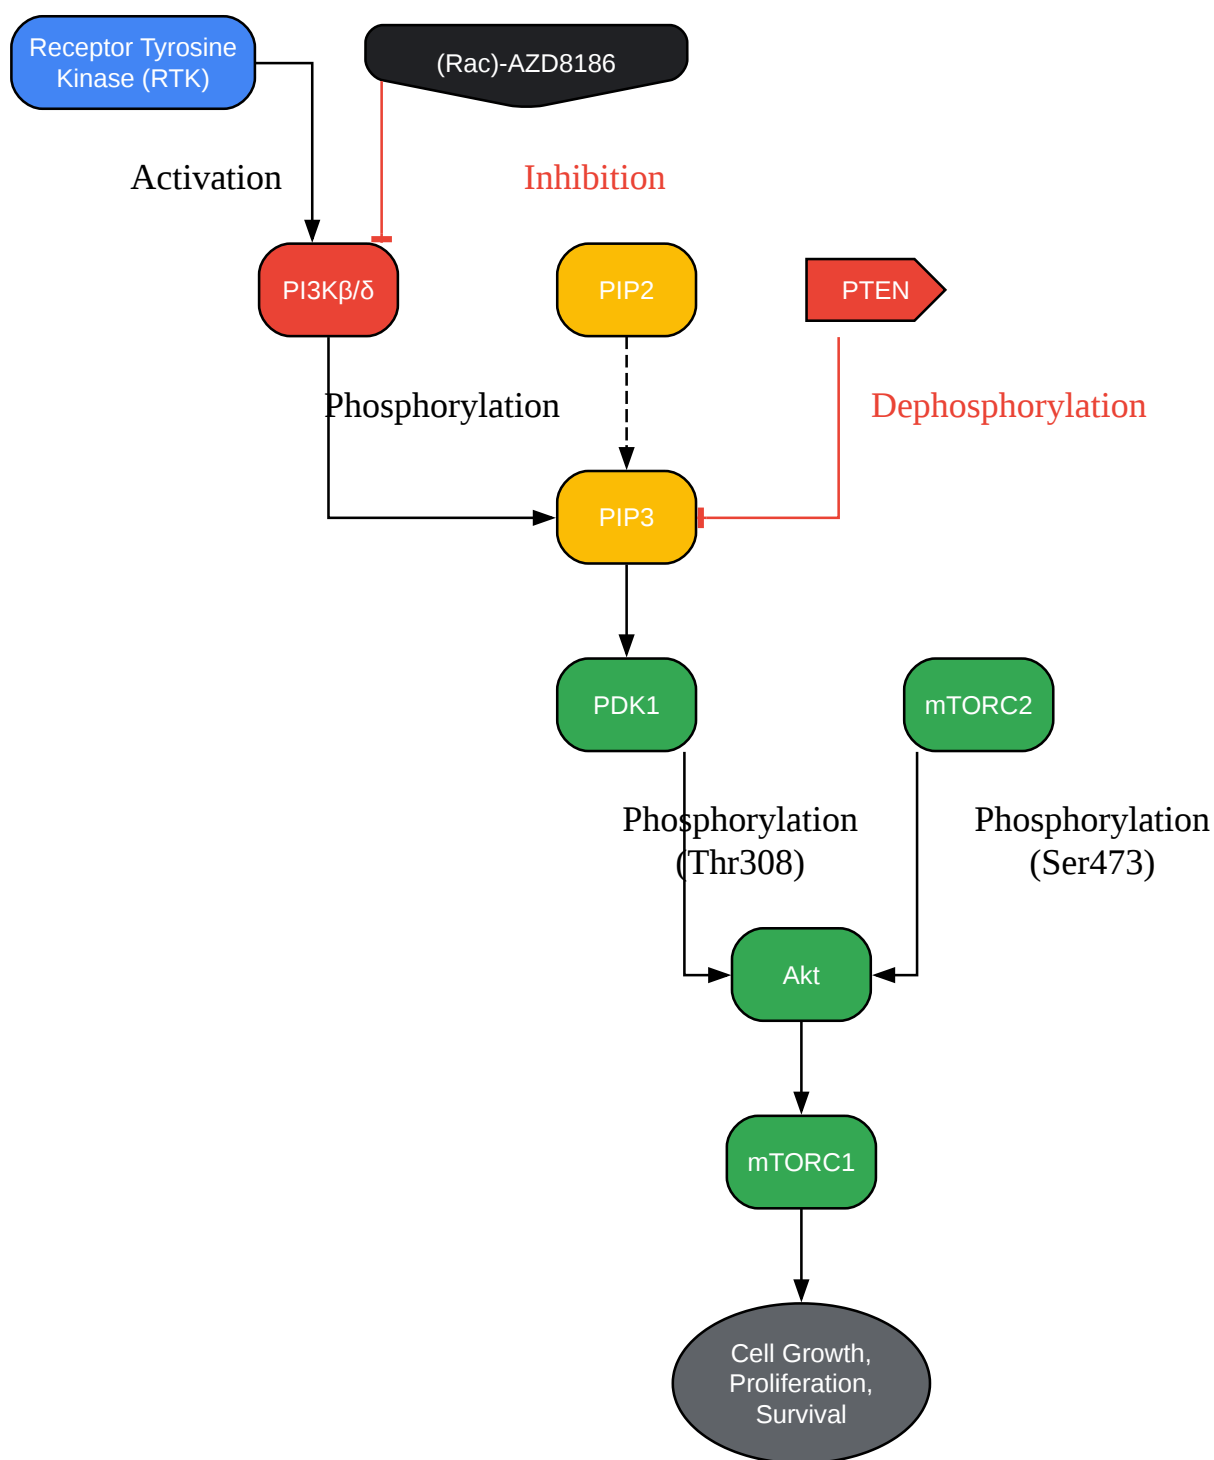 Receptor Tyrosine
Kinase (RTK)
(Rac)-AZD8186
Activation
Inhibition
PI3Kβ/δ
PIP2
PTEN
Phosphorylation
Dephosphorylation
PIP3
PDK1
mTORC2
Phosphorylation
(Thr308)
Phosphorylation
(Ser473)
Akt
mTORC1
Cell Growth,
Proliferation,
Survival